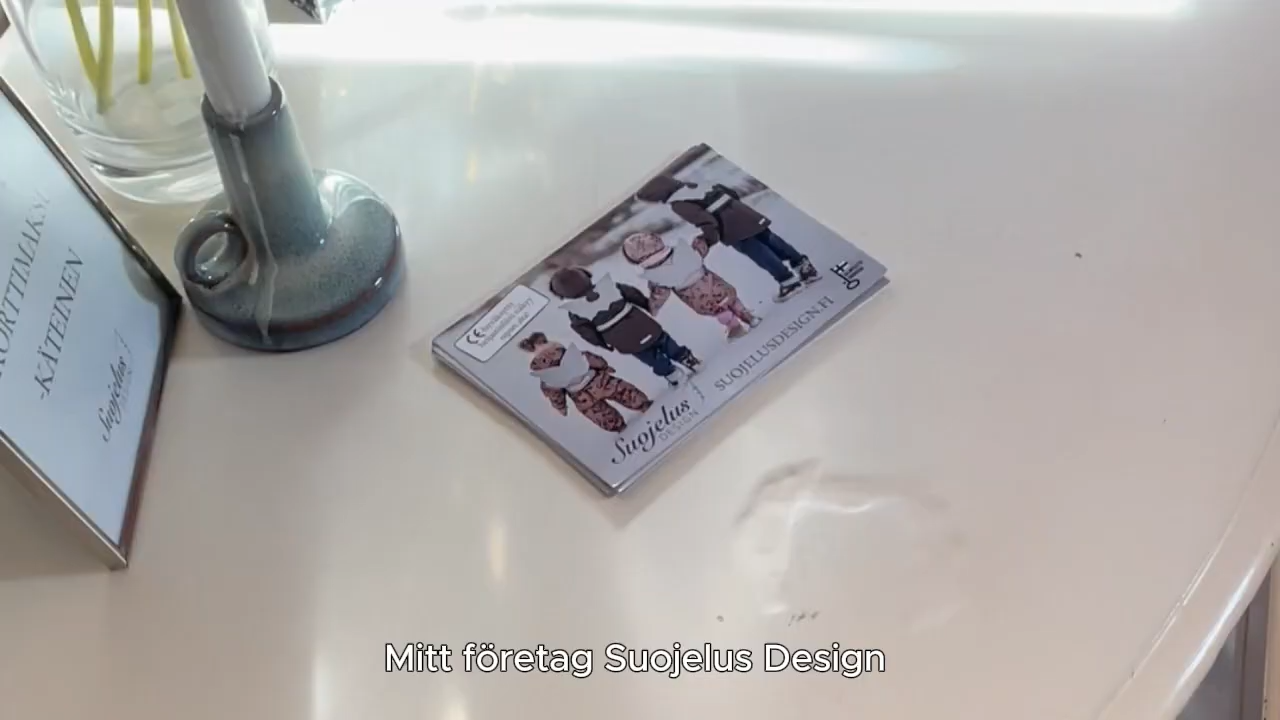 KORTTIMAKSU
-KÄTEINEN
Suojelus
Suojelus
DESIGN
SUOJELUSDESIGN.FI
Mitt företag Suojelus Design